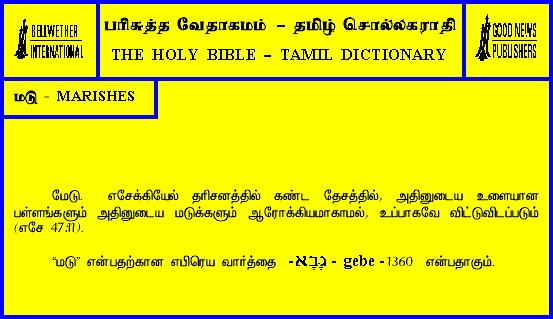 BELLWETHER
INTERNATIONAL
பரிசுத்த வேதாகமம் – தமிழ் சொல்லகராதி
THE HOLY BIBLE – TAMIL DICTIONARY
GOOD NEWS
PUBLISHERS
மடு - MARISHES
மேடு. எசேக்கியேல் தரிசனத்தில் கண்ட தேசத்தில், அதினுடைய உளையான
பள்ளங்களும் அதினுடைய மடுக்களும் ஆரோக்கியமாகாமல், உப்பாகவே விட்டுவிடப்படும்
(எசே 47:11).
“மடு” என்பதற்கான எபிரெய வார்த்தை -גֶּבֶא - gebe -1360 என்பதாகும்.